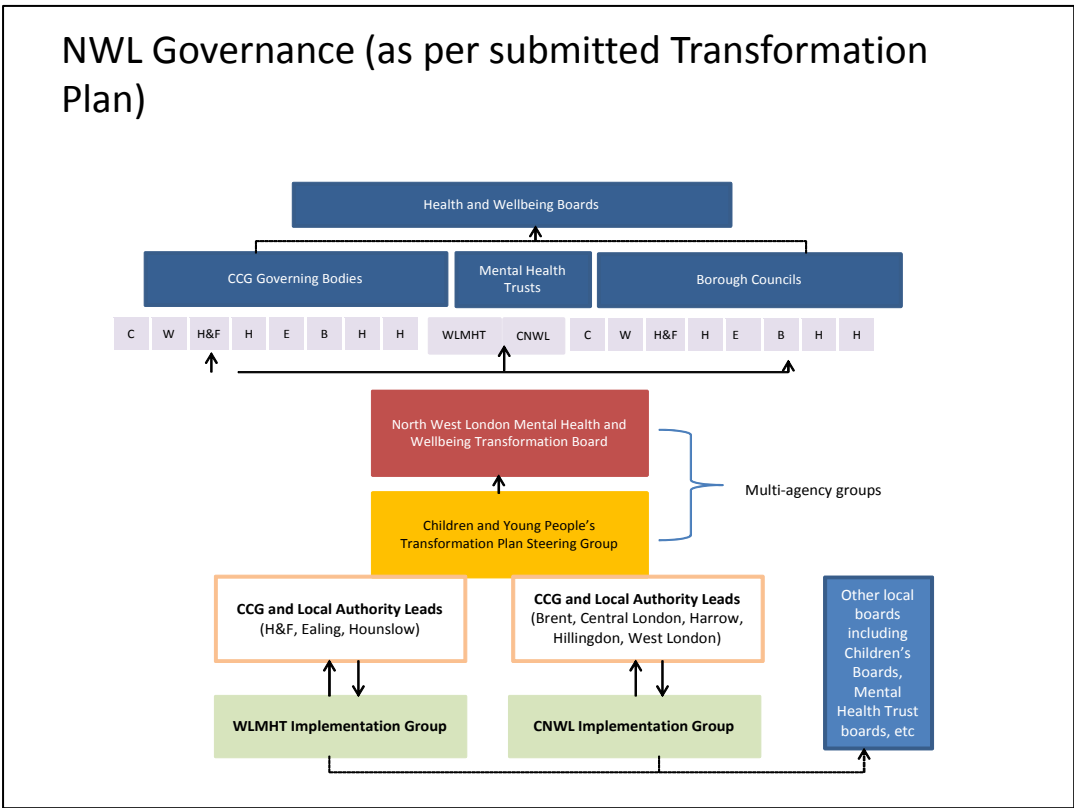 NWL Governance (as per submitted Transformation
Plan)
Health and Wellbeing Boards
CCG Governing Bodies
Mental Health
Trusts
Borough Councils
C W H&F H E B H H WLMHT CNWL C W H&F H E B H H
North West London Mental Health and
Wellbeing Transformation Board
Multi-agency groups
Children and Young People’s
Transformation Plan Steering Group
CCG and Local Authority Leads
(H&F, Ealing, Hounslow)
CCG and Local Authority Leads
(Brent, Central London, Harrow,
Hillingdon, West London)
Other local
boards
including
Children’s
Boards,
Mental
Health Trust
boards, etc
WLMHT Implementation Group
CNWL Implementation Group